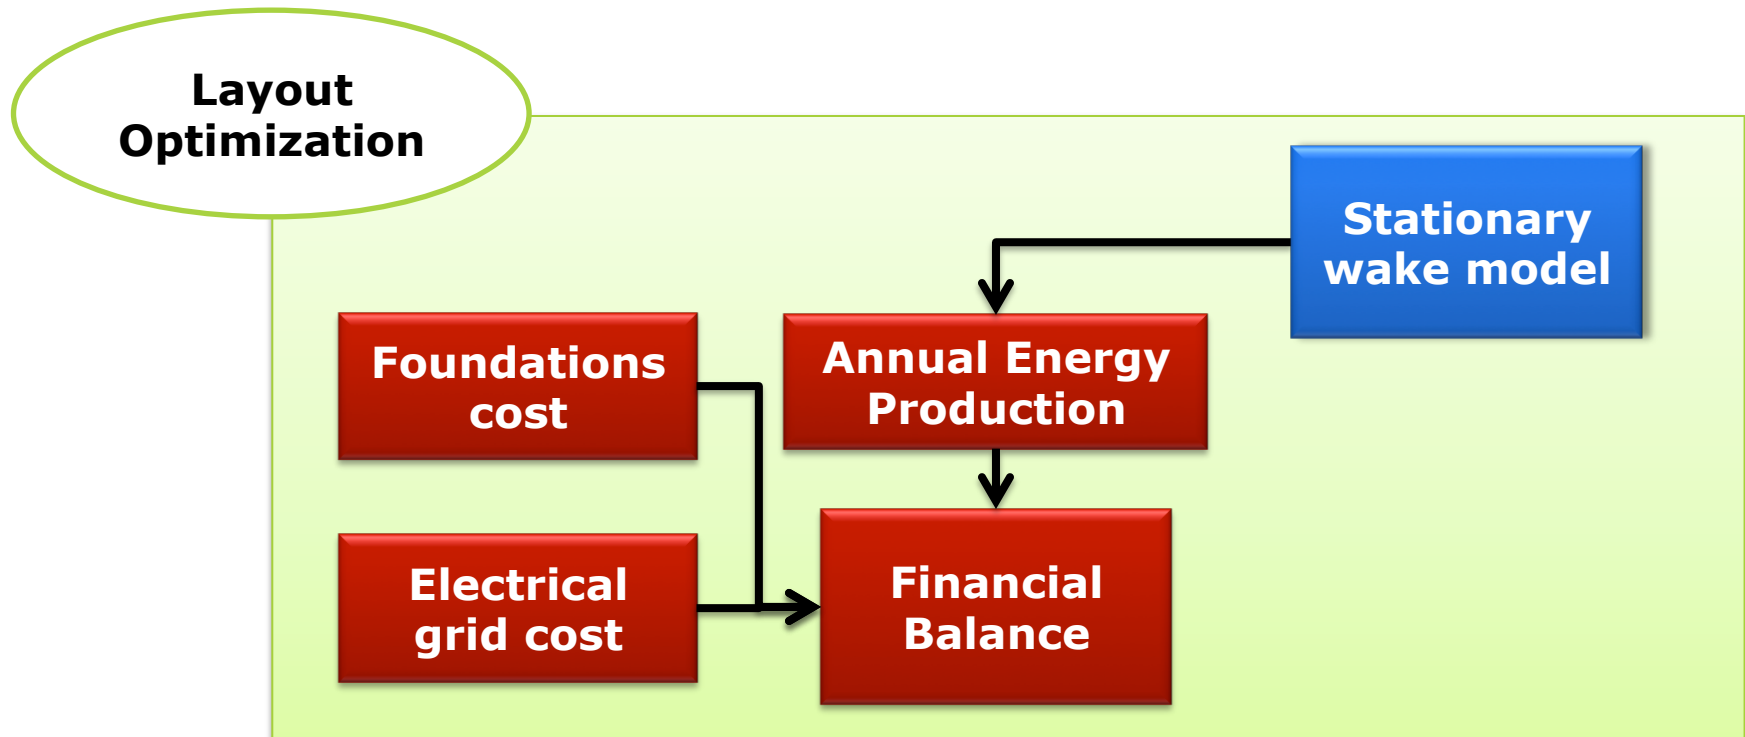 Layout
Optimization
Stationary
wake model
Foundations
cost
Annual Energy
Production
Electrical
grid cost
Financial
Balance